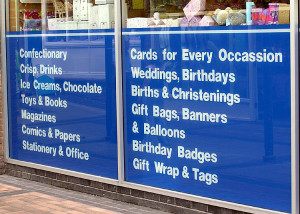 Confectionary
Crisp, Drinks
Ice Creams, Chocolate
Toys & Books
Magazines
Comics & Papers
Stationery & Office
Cards for Every Occassion
Weddings, Birthdays
Births & Christenings
Gift Bags, Banners
& Balloons
Birthday Badges
Gift Wrap & Tags